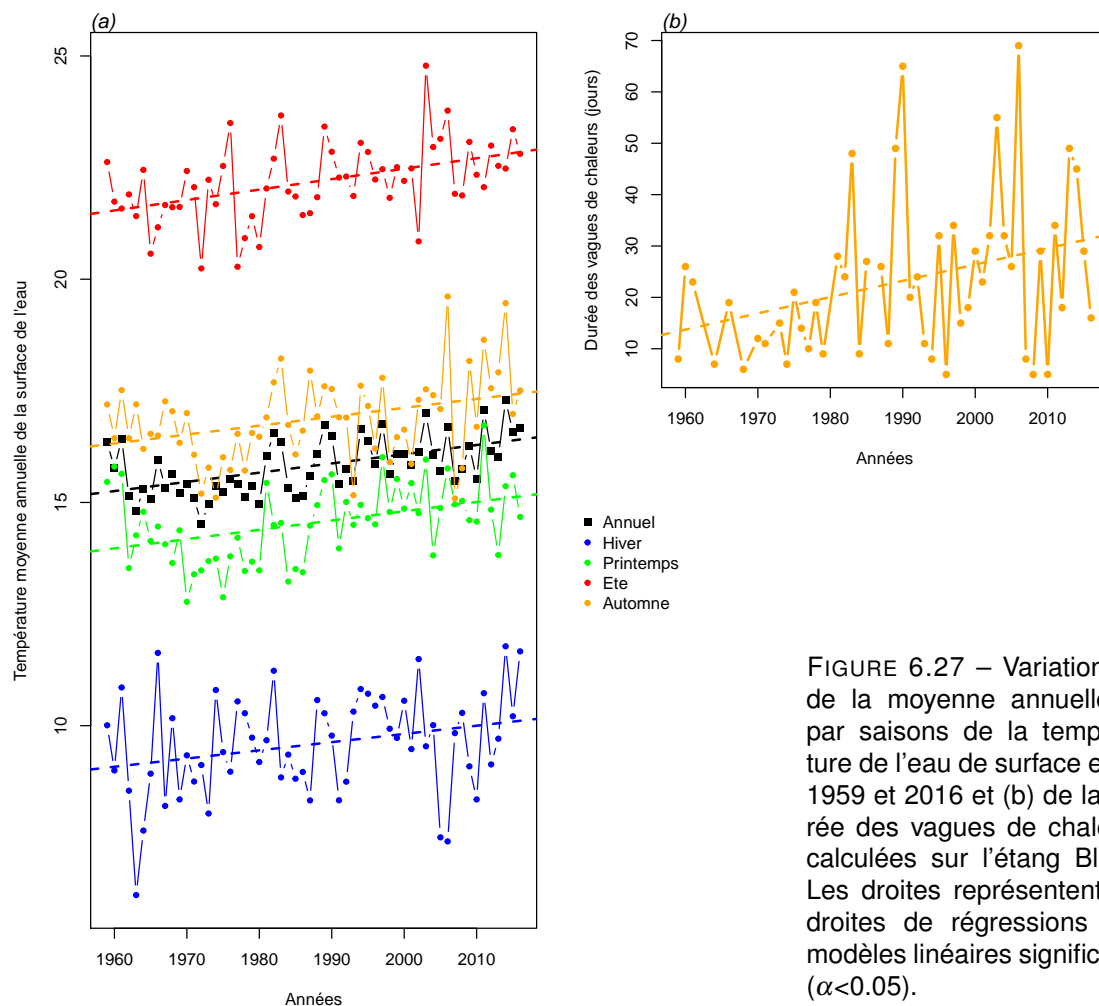 (a)
25
20
15
10
Température moyenne annuelle de la surface de l'eau
1960 1970 1980 1990 2000 2010
Années
(b)
70
60
50
40
30
20
10
Durée des vagues de chaleurs (jours)
1960 1970 1980 1990 2000 2010
Années
Annuel
Hiver
Printemps
Ete
Automne
FIGURE 6.27 – Variation
de la moyenne annuelle
par saisons de la temp
ture de l'eau de surface e
1959 et 2016 et (b) de la
rée des vagues de chal
calculées sur l'étang Bl
Les droites représentent
droites de régressions
modèles linéaires signific
(α<0.05).